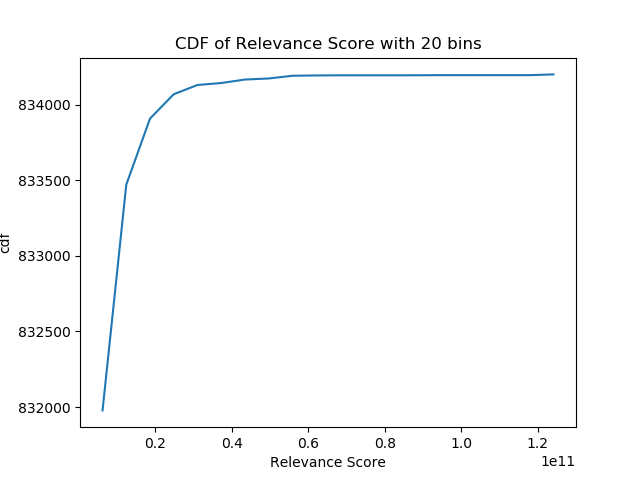 CDF of Relevance Score with 20 bins
834000
833500
833000
832500
832000
cdf
0.2 0.4 0.6 0.8 1.0 1.2
1e11
Relevance Score